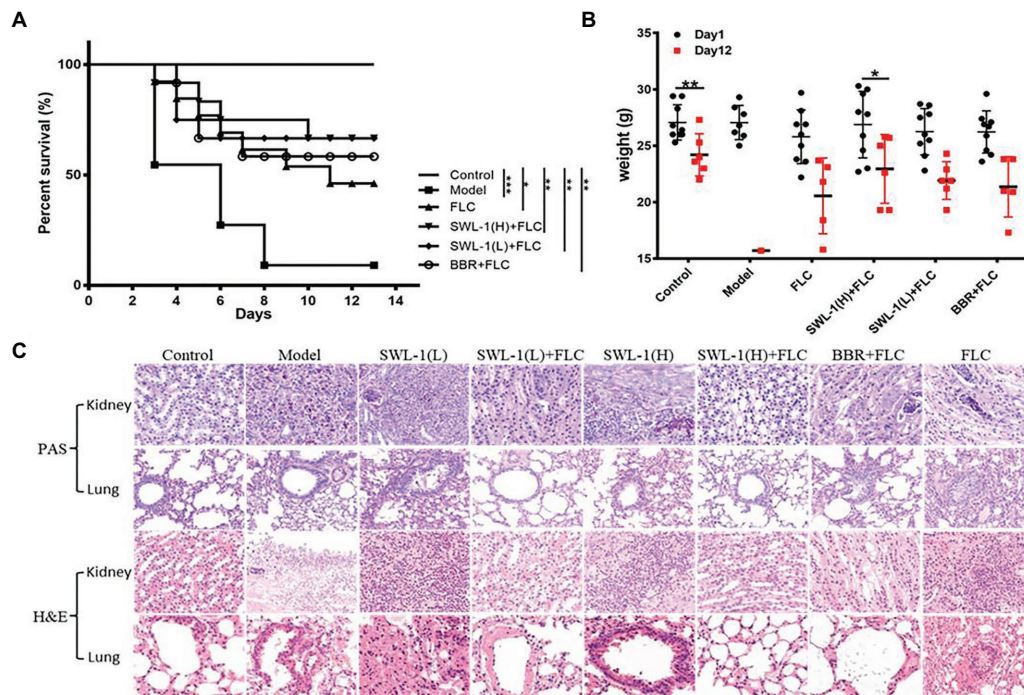 A
Percent survival (%)
100
50
0
0 2 4 6 8 10 12 14
Days
Control
Model
FLC
SWL-1(H)+FLC
SWL-1(L)+FLC
BBR+FLC
***
*
**
**
**
B
Day1
Day12
weight (g)
35
30
25
20
15
**
*
Control
Model
FLC
SWL-1(H)+FLC
SWL-1(L)+FLC
BBR+FLC
C
Control Model SWL-1(L) SWL-1(L)+FLC SWL-1(H) SWL-1(H)+FLC BBR+FLC FLC
PAS
Kidney
Lung
H&E
Kidney
Lung